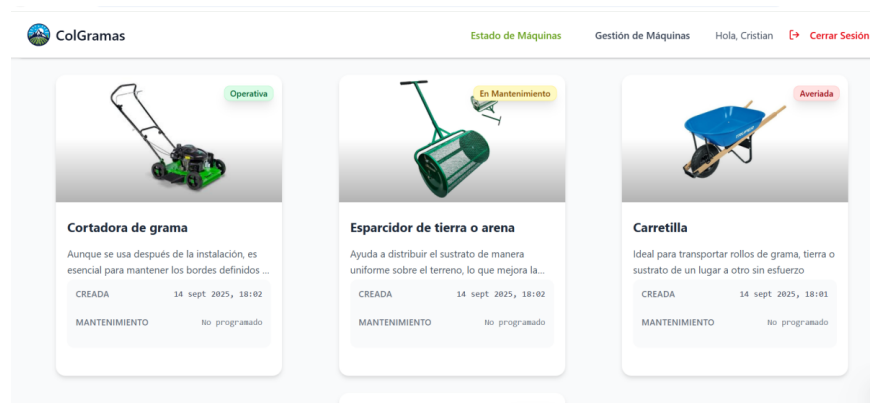 ColGramas
Estado de Máquinas
Gestión de Máquinas
Hola, Cristian
Cerrar Sesión
Operativa
Cortadora de grama
Aunque se usa después de la instalación, es
esencial para mantener los bordes definidos ...
CREADA 14 sept 2025, 18:02
MANTENIMIENTO No programado
En Mantenimiento
Esparcidor de tierra o arena
Ayuda a distribuir el sustrato de manera
uniforme sobre el terreno, lo que mejora la...
CREADA 14 sept 2025, 18:02
MANTENIMIENTO No programado
Averiada
Carretilla
Ideal para transportar rollos de grama, tierra o
sustrato de un lugar a otro sin esfuerzo
CREADA 14 sept 2025, 18:01
MANTENIMIENTO No programado